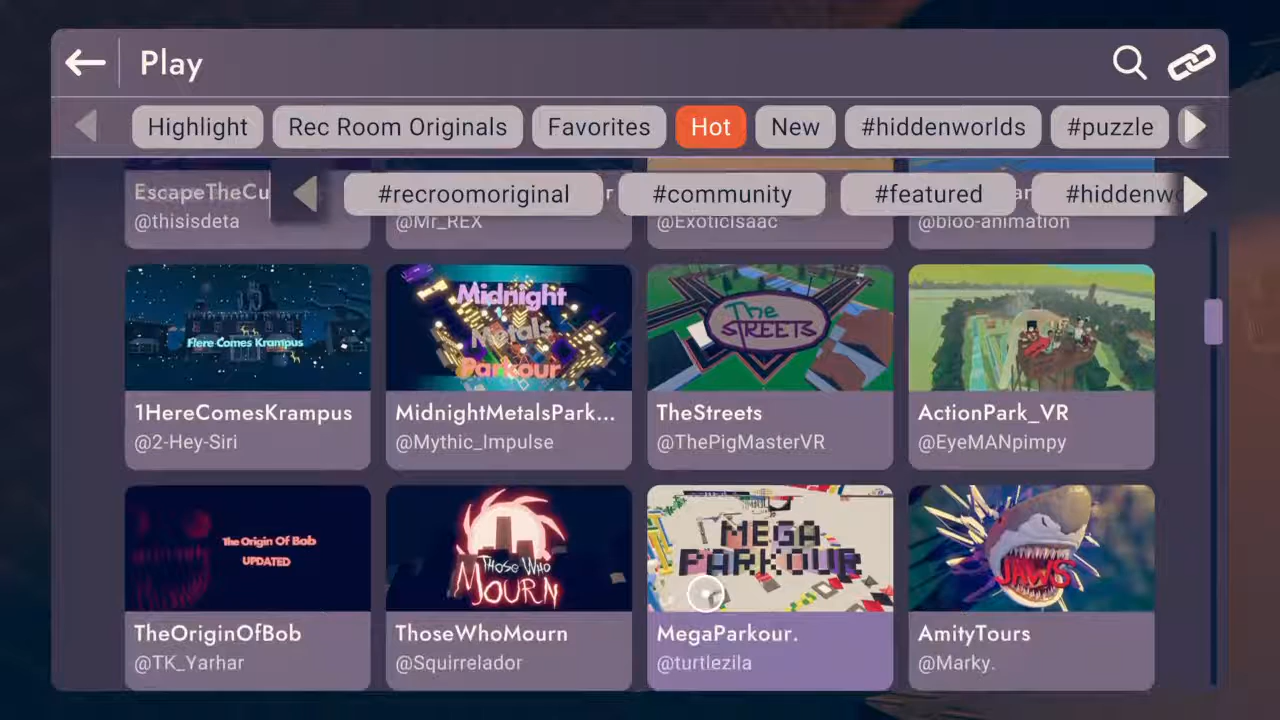 Play
Highlight
Rec Room Originals
Favorites
Hot
New
#hiddenworlds
#puzzle
EscapeTheCu
#recroomoriginal
#community
#featured
#hiddenwo
@thisisdeta
@Mr_REX
@ExoticIsaac
@bloo-animation
Here Comes Krampus
Midnight
Metals
Parkour
The
STREETS
1HereComesKrampus
MidnightMetalsPark...
TheStreets
ActionPark_VR
@2-Hey-Siri
@Mythic_Impulse
@ThePigMasterVR
@EyeMANpimpy
The Origin Of Bob
UPDATED
THOSE WHO
MOURN
MEGA
PARKOUR
JAWS
TheOriginOfBob
ThoseWhoMourn
MegaParkour.
AmityTours
@TK_Yarhar
@Squirrelador
@turtlezila
@Marky.